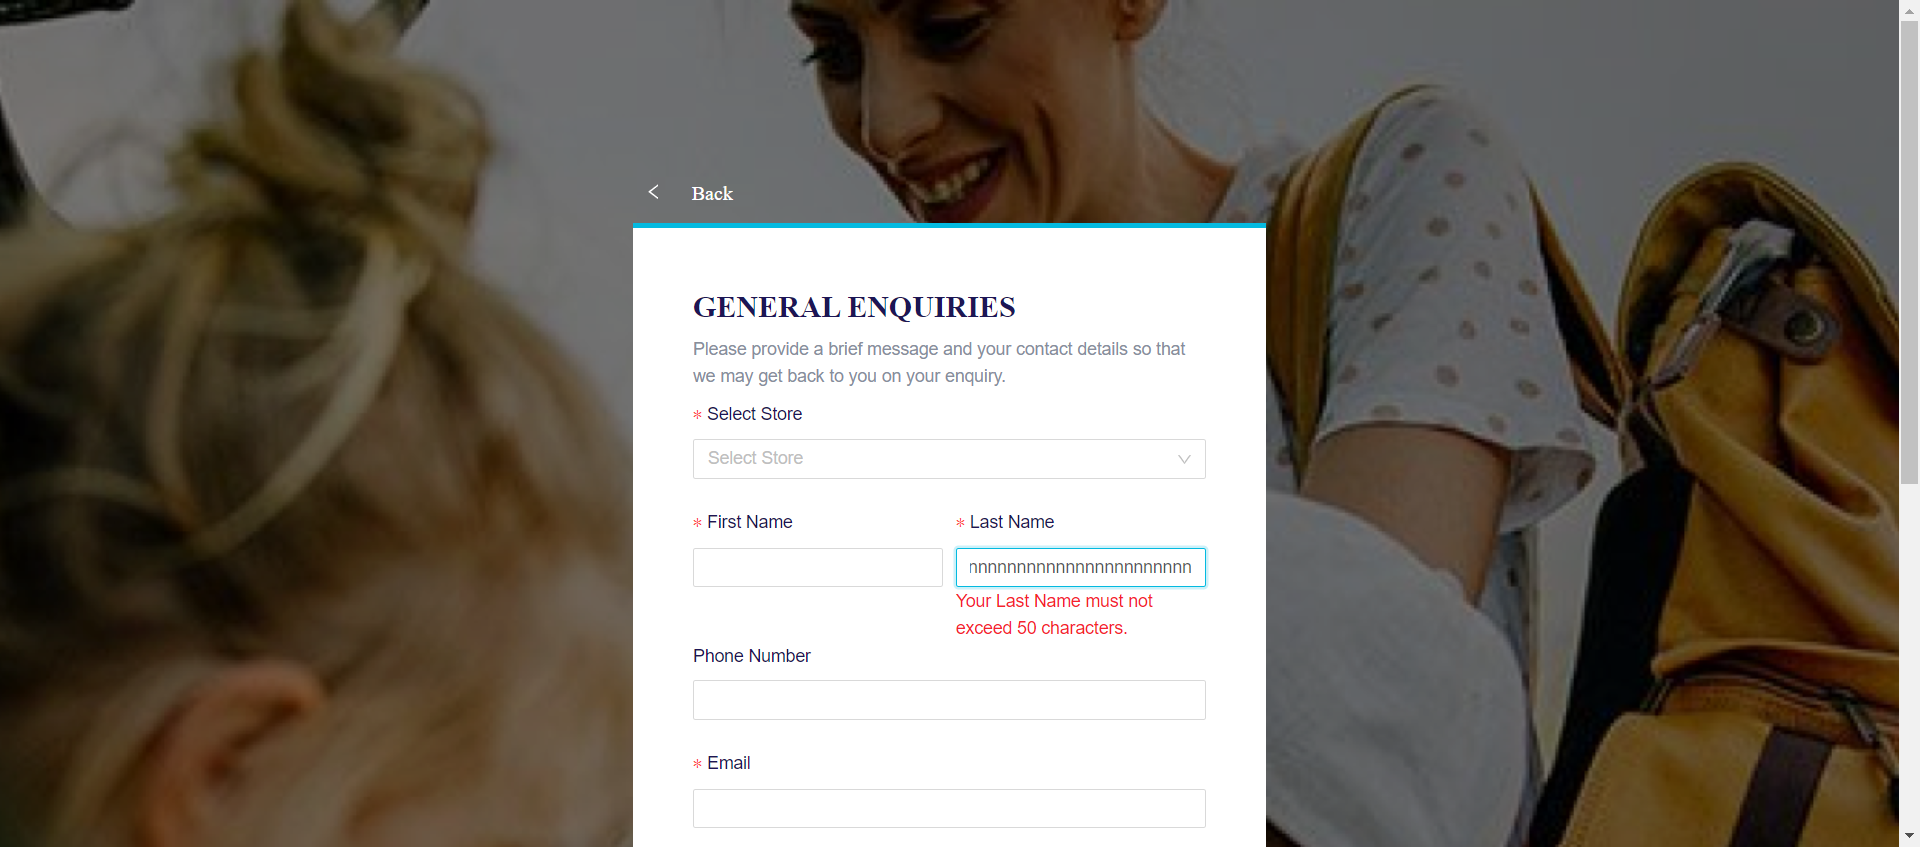 Back
GENERAL ENQUIRIES
Please provide a brief message and your contact details so that
we may get back to you on your enquiry.
* Select Store
Select Store
* First Name
* Last Name
nnnnnnnnnnnnnnnnnnnnnnn
Your Last Name must not
exceed 50 characters.
Phone Number
* Email